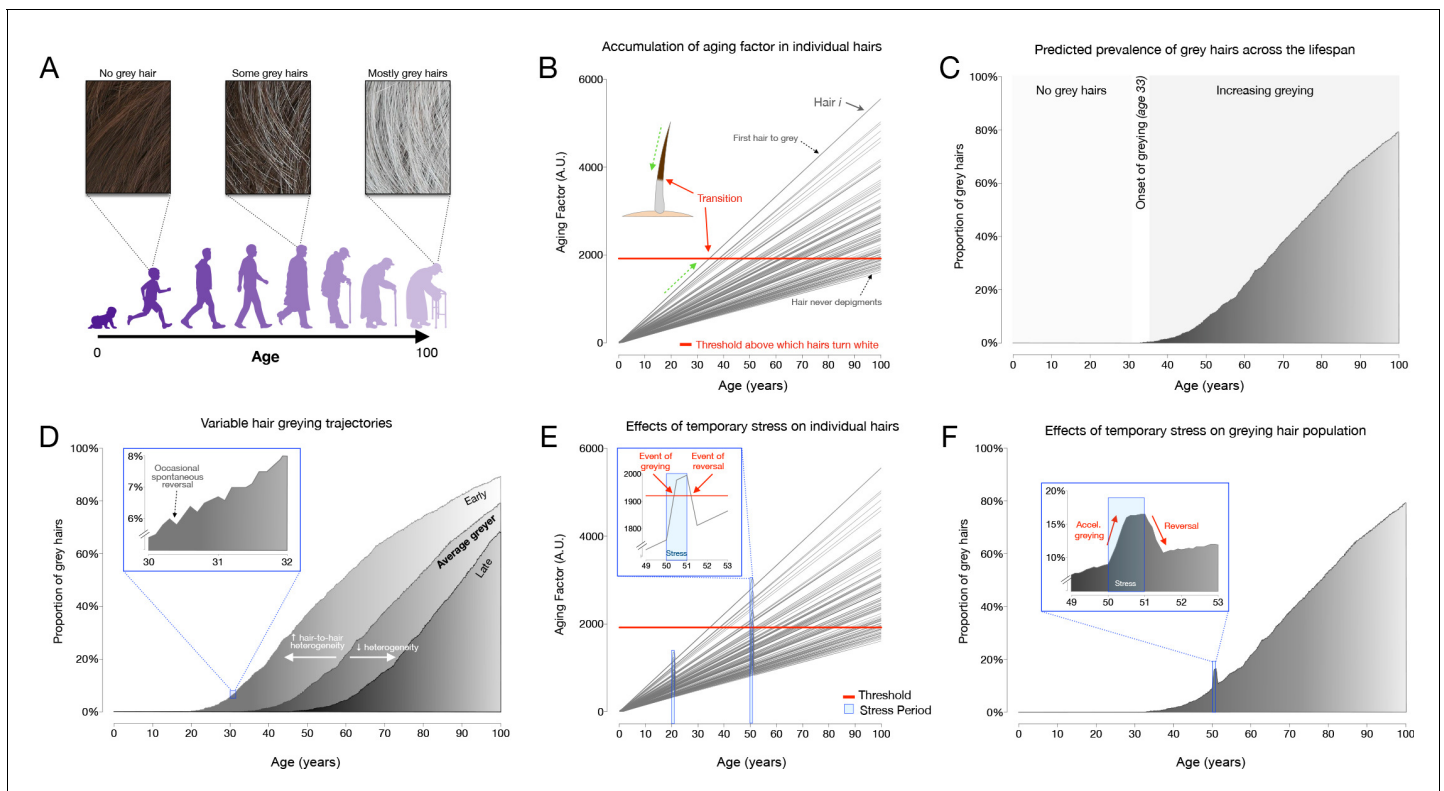 A
No grey hair
Some grey hairs
Mostly grey hairs
0
Age
100
B
Accumulation of aging factor in individual hairs
Aging Factor (A.U.)
6000
4000
2000
0
Hair i
First hair to grey
Transition
Hair never depigments
Threshold above which hairs turn white
0 10 20 30 40 50 60 70 80 90 100
Age (years)
C
Predicted prevalence of grey hairs across the lifespan
Proportion of grey hairs
100%
80%
60%
40%
20%
0%
No grey hairs
Onset of greying (age 33)
Increasing greying
0 10 20 30 40 50 60 70 80 90 100
Age (years)
D
Variable hair greying trajectories
Proportion of grey hairs
100%
80%
60%
40%
20%
0%
8%
7%
6%
Occasional
spontaneous
reversal
30 31 32
Early
Average greyer
Late
↑ hair-to-hair
heterogeneity
↓ heterogeneity
0 10 20 30 40 50 60 70 80 90 100
Age (years)
E
Effects of temporary stress on individual hairs
Aging Factor (A.U.)
6000
4000
2000
0
Event of
greying
Event of
reversal
2000
1900
1800
Stress
49 50 51 53
Threshold
Stress Period
0 10 20 30 40 50 60 70 80 90 100
Age (years)
F
Effects of temporary stress on greying hair population
Proportion of grey hairs
100%
80%
60%
40%
20%
0%
20%
15%
10%
Accel.
greying
Reversal
Stress
49 50 51 52 53
0 10 20 30 40 50 60 70 80 90 100
Age (years)